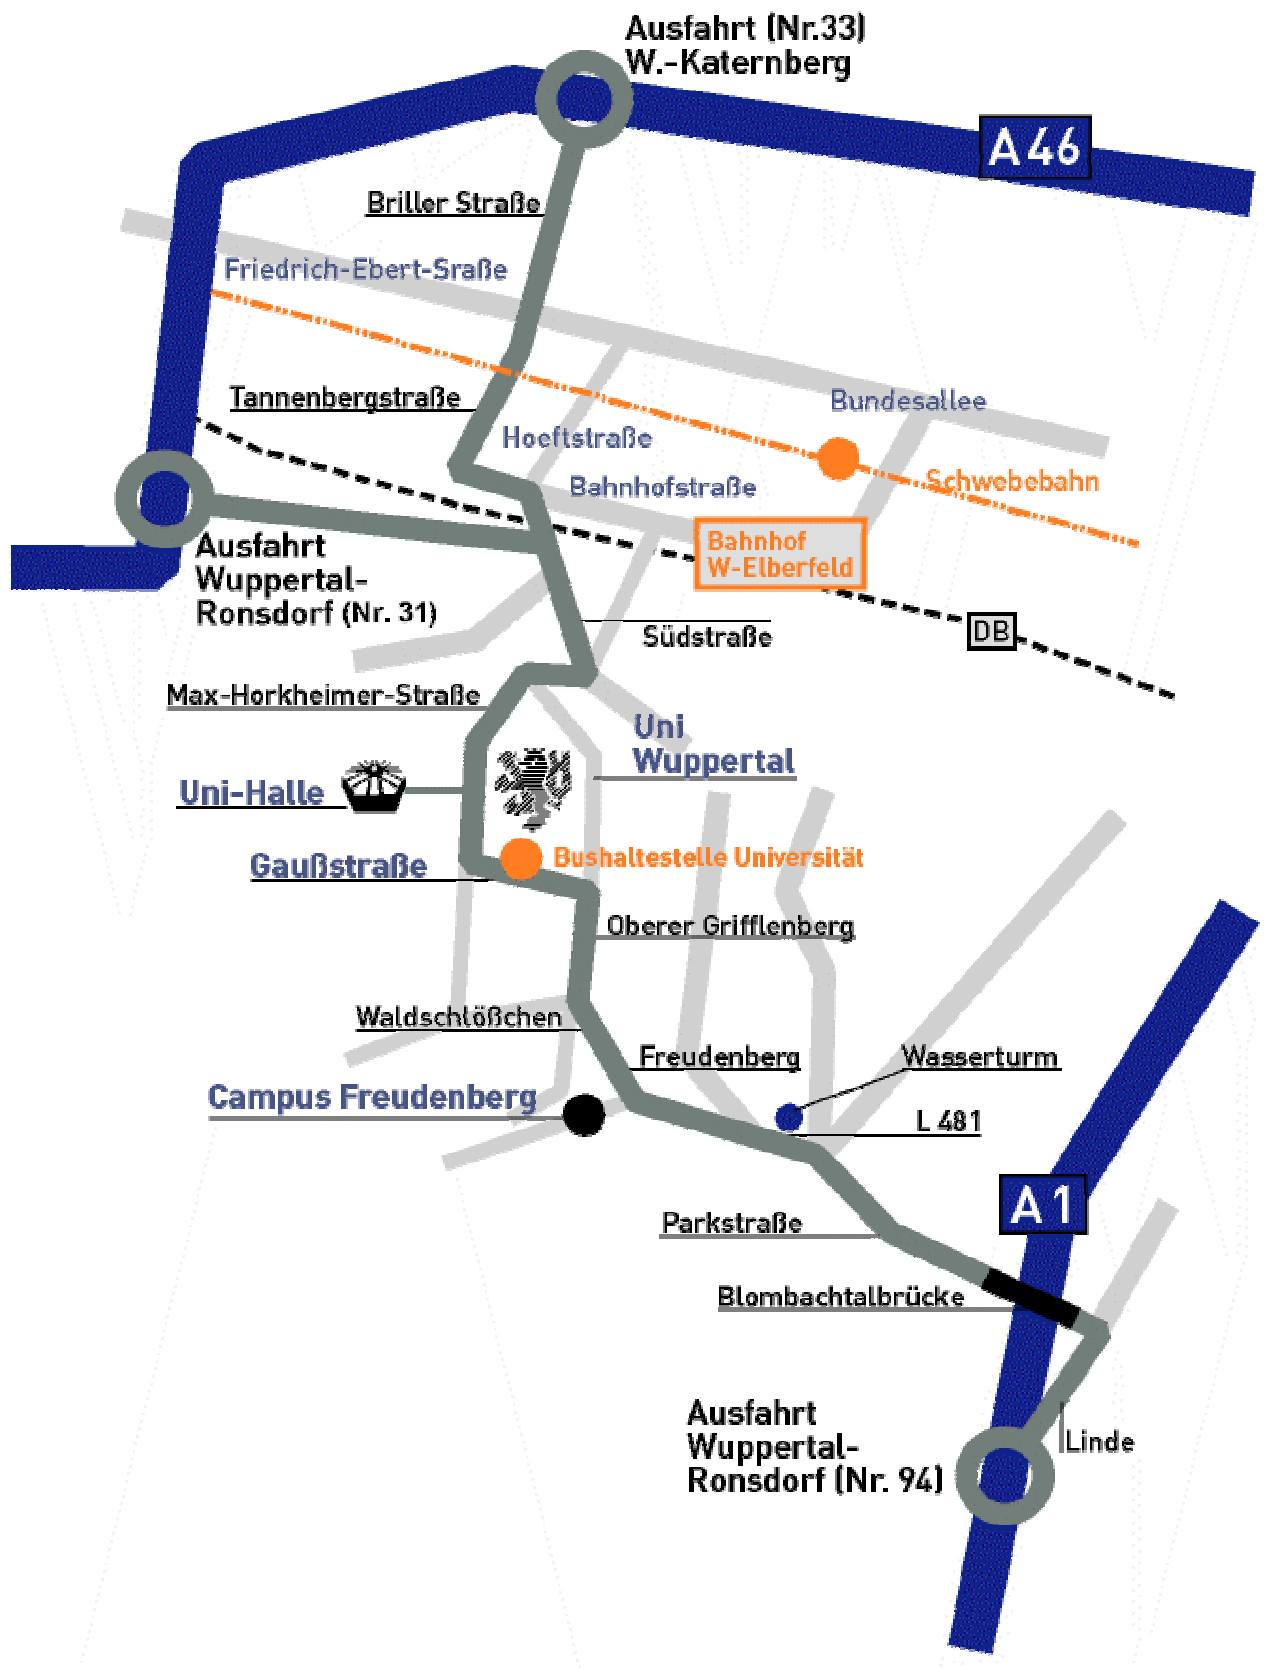 Ausfahrt (Nr.33)
W.-Katernberg
A 46
Briller Straße
Friedrich-Ebert-Sraße
Tannenbergstraße
Bundesallee
Hoeftstraße
Schwebebahn
Bahnhofstraße
Bahnhof
W-Elberfeld
Ausfahrt
Wuppertal-
Ronsdorf (Nr. 31)
DB
Südstraße
Max-Horkheimer-Straße
Uni
Wuppertal
Uni-Halle
Gaußstraße
Bushaltestelle Universität
Oberer Grifflenberg
Waldschlößchen
Freudenberg
Wasserturm
Campus Freudenberg
L 481
A 1
Parkstraße
Blombachtalbrücke
Ausfahrt
Wuppertal-
Ronsdorf (Nr. 94)
Linde